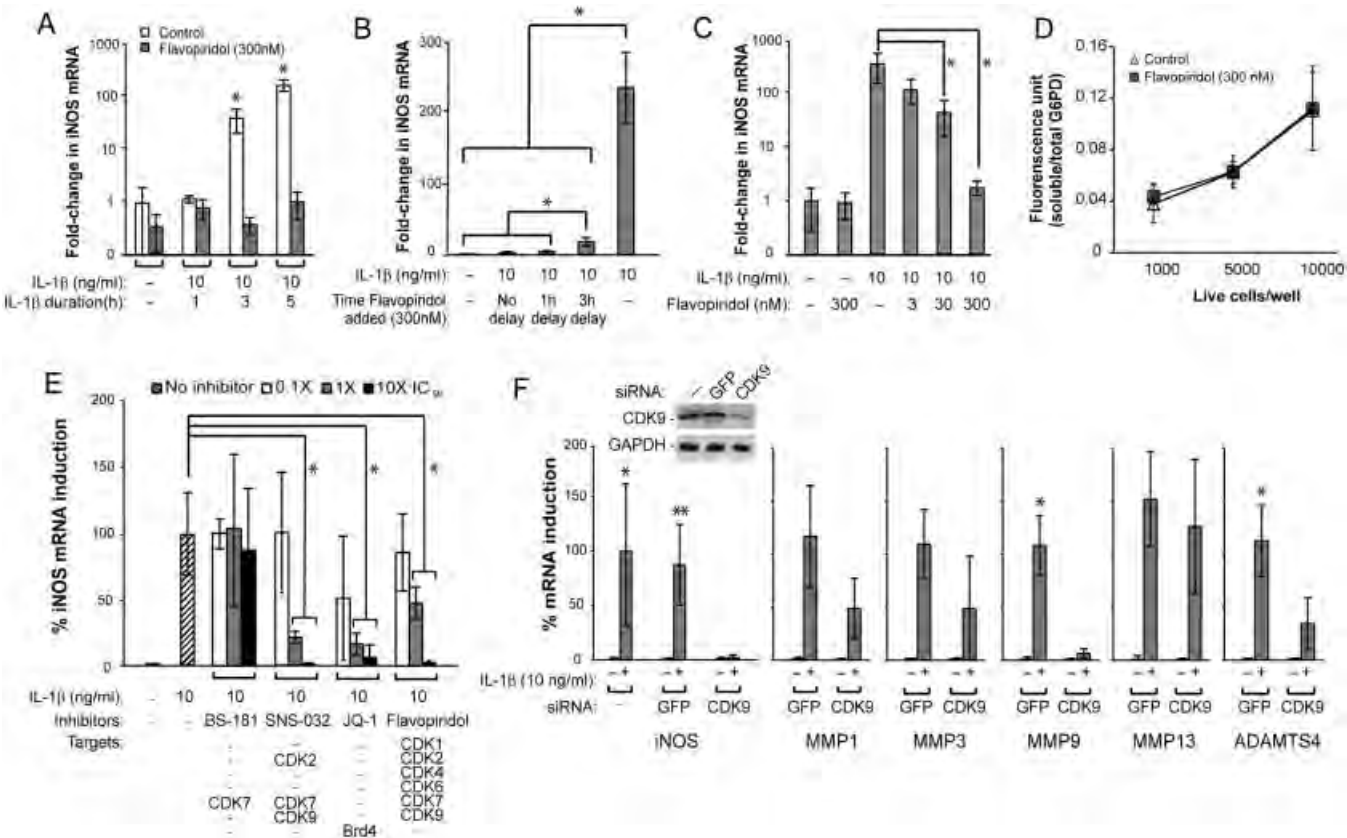 A
Control
Flavopiridol (300nM)
Fold-change in iNOS mRNA
1000
100
10
1
0
*
*
IL-1β (ng/ml): - 10 10 10
IL-1β duration(h): - 1 3 5
B
Fold-change in iNOS mRNA
300
200
100
0
*
*
IL-1β (ng/ml): - 10 10 10 10
Time Flavopiridol - No 1h 3h -
added (300nM) delay delay delay
C
Fold-change in iNOS mRNA
1000
100
10
1
0
*
*
IL-1β (ng/ml): - - 10 10 10 10
Flavopiridol (nM): - 300 - 3 30 300
D
Control
Flavopiridol (300 nM)
Fluorenscence unit
(soluble/total G6PD)
0.16
0.12
0.08
0.04
0
1000 5000 10000
Live cells/well
E
No inhibitor 0.1X 1X 10X IC50
% iNOS mRNA induction
200
150
100
50
0
* * *
IL-1β (ng/ml): - 10 10 10 10 10
Inhibitors: - - BS-181 SNS-032 JQ-1 Flavopiridol
Targets: - - - CDK1
- CDK2 - CDK2
- - - CDK4
- - - CDK6
CDK7 CDK7 - CDK7
- CDK9 - CDK9
- - Brd4 -
F
siRNA: - GFP CDK9
CDK9
GAPDH
% mRNA induction
200
150
100
50
0
* ** * *
IL-1β (10 ng/ml): - + - + - + - + - + - + - + - + - + - + - + - + - +
siRNA: - GFP CDK9 GFP CDK9 GFP CDK9 GFP CDK9 GFP CDK9 GFP CDK9
iNOS MMP1 MMP3 MMP9 MMP13 ADAMTS4